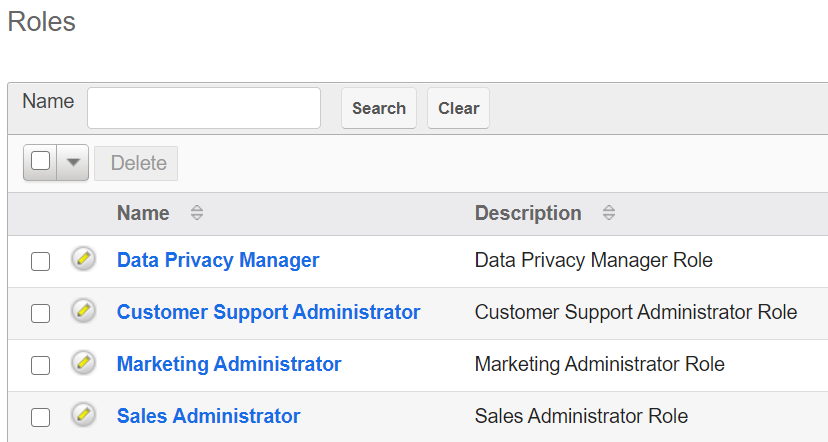 Roles
Name Search Clear
Delete
Name Description
Data Privacy Manager Data Privacy Manager Role
Customer Support Administrator Customer Support Administrator Role
Marketing Administrator Marketing Administrator Role
Sales Administrator Sales Administrator Role